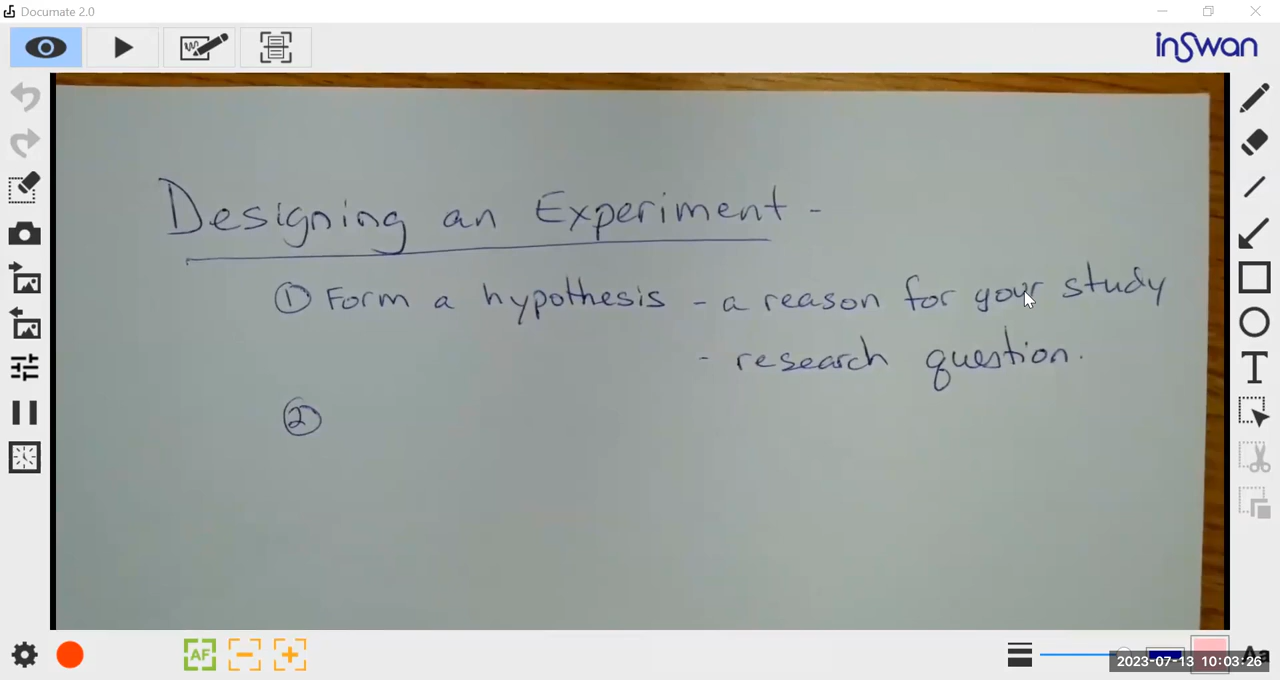 Documate 2.0
inSwan
Designing an Experiment -
① Form a hypothesis - a reason for your study
- research question.
②
T
AF
Aa
2023-07-13 10:03:26